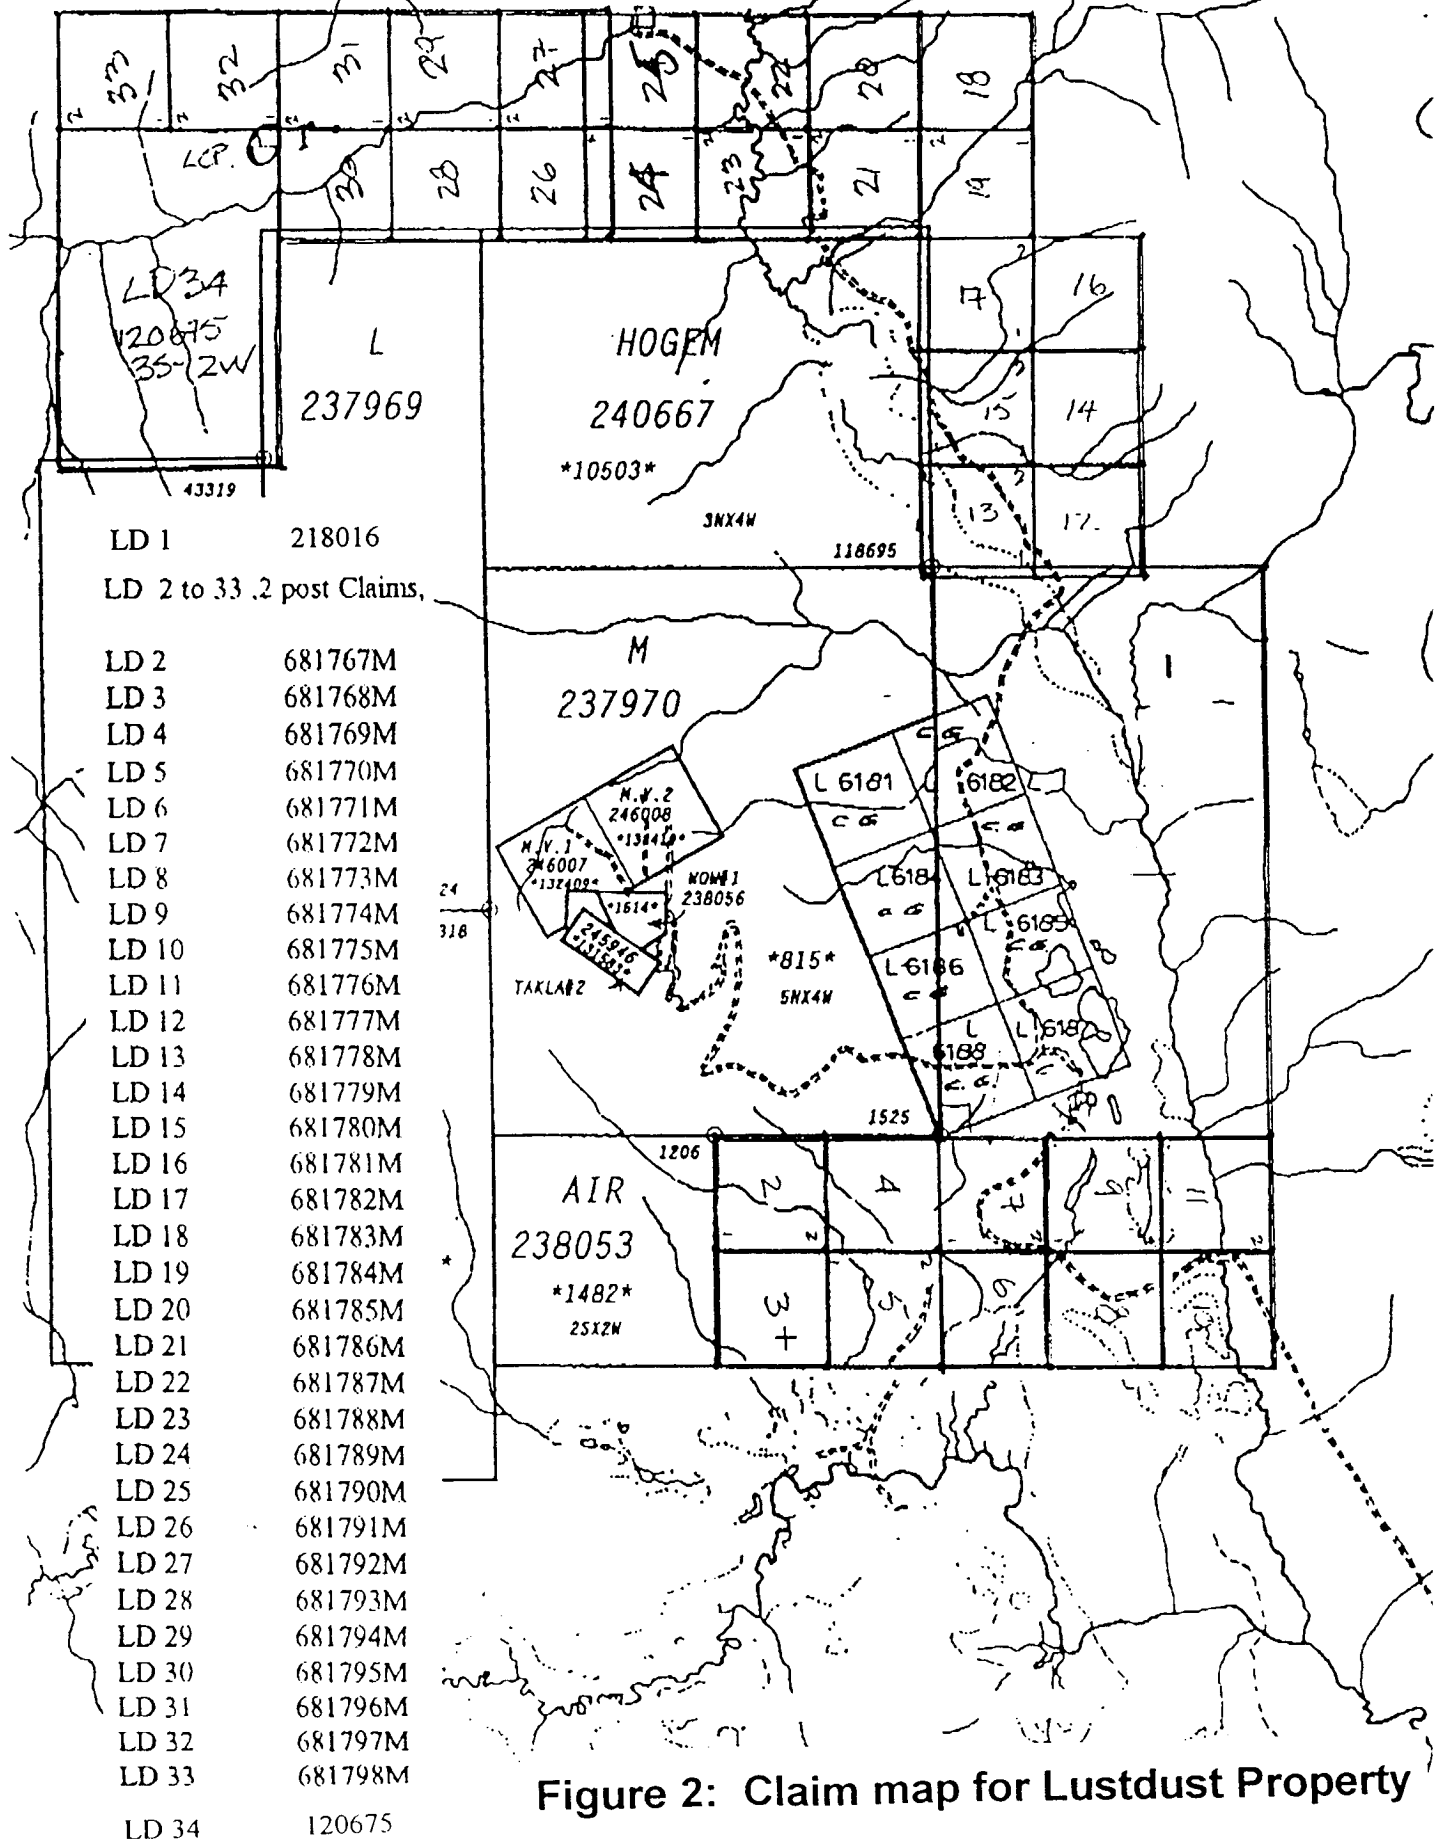 33 32 31 29 27 25 22 20 18
LCP. 30 28 26 24 23 21 19
LD34
120675
3S-2W
L
237969
HOGEM
240667
*10503*
3NX4W
118695
43319
17 16
15 14
13 12
LD 1 218016
LD 2 to 33 ,2 post Claims,
M
237970
LD 2 681767M
LD 3 681768M
LD 4 681769M
LD 5 681770M
LD 6 681771M
LD 7 681772M
LD 8 681773M
LD 9 681774M
LD 10 681775M
LD 11 681776M
LD 12 681777M
LD 13 681778M
LD 14 681779M
LD 15 681780M
LD 16 681781M
LD 17 681782M
LD 18 681783M
LD 19 681784M
LD 20 681785M
LD 21 681786M
LD 22 681787M
LD 23 681788M
LD 24 681789M
LD 25 681790M
LD 26 681791M
LD 27 681792M
LD 28 681793M
LD 29 681794M
LD 30 681795M
LD 31 681796M
LD 32 681797M
LD 33 681798M
LD 34 120675
M.V.2
246008
M.V.1
246007
*132409*
*1614*
238056
245946
*131583*
TAKLA#2
24
318
*815*
5NX4W
C G
L 6181 L 6182 L
C G C G
L 6184 L 6183
C G L 6185
L 6186 C G
C G
L 6188 L 6187
C G
1525
1206
AIR
238053
*1482*
2SX2W
2 4 7 9 11
3+ 5 6 8 10
Figure 2: Claim map for Lustdust Property